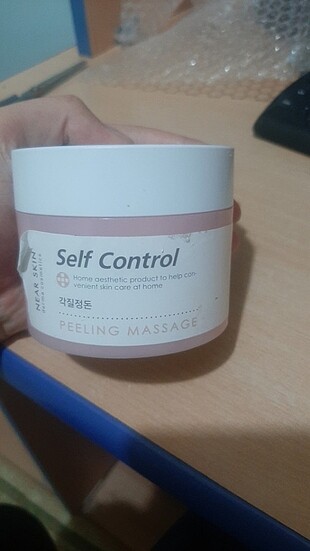 NEAR SKIN
Self Control
Home aesthetic product to help con-
venient skin care at home
각질정돈
PEELING MASSAGE